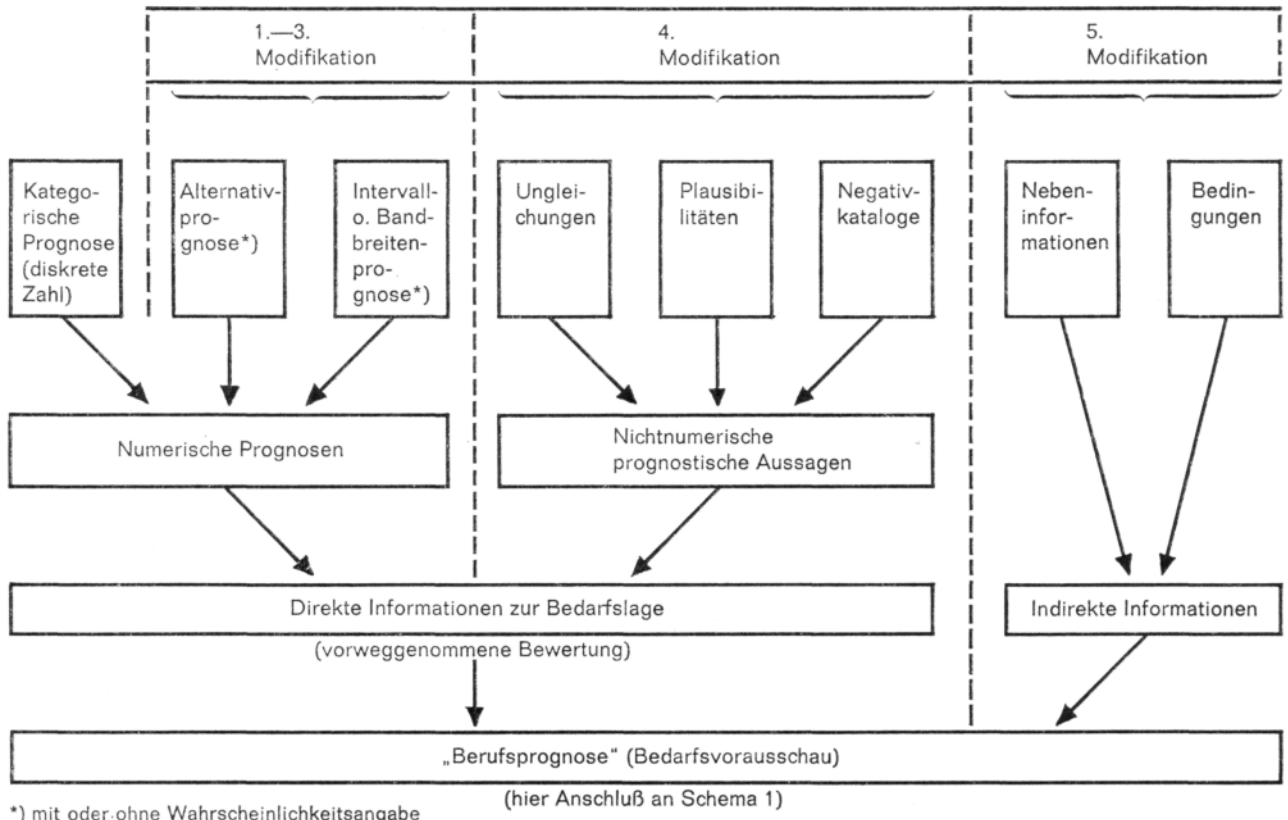 1.—3.
Modifikation
4.
Modifikation
5.
Modifikation
Katego-
rische
Prognose
(diskrete
Zahl)
Alternativ-
pro-
gnose*)
Intervall-
o. Band-
breiten-
pro-
gnose*)
Unglei-
chungen
Plausibi-
litäten
Negativ-
kataloge
Neben-
infor-
mationen
Bedin-
gungen
Numerische Prognosen
Nichtnumerische
prognostische Aussagen
Direkte Informationen zur Bedarfslage
(vorweggenommene Bewertung)
Indirekte Informationen
„Berufsprognose“ (Bedarfsvorausschau)
(hier Anschluß an Schema 1)
*) mit oder ohne Wahrscheinlichkeitsangabe